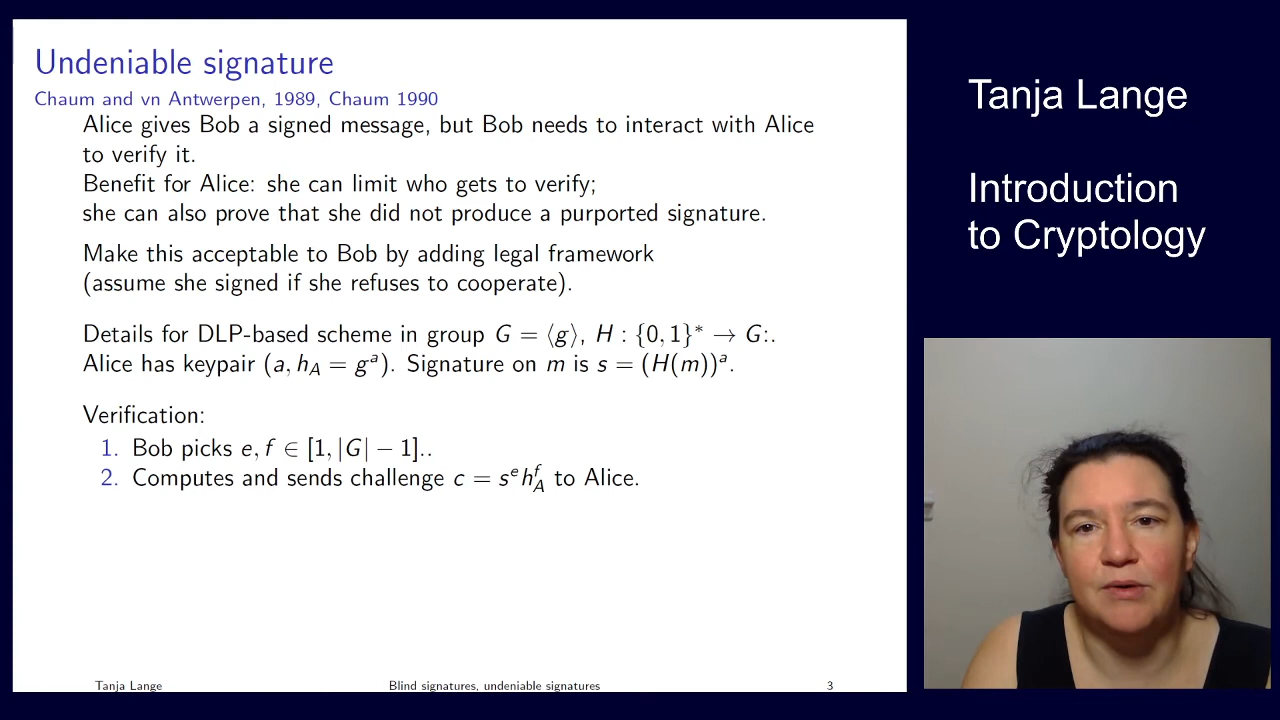 Undeniable signature
Chaum and vn Antwerpen, 1989, Chaum 1990
Alice gives Bob a signed message, but Bob needs to interact with Alice
to verify it.
Benefit for Alice: she can limit who gets to verify;
she can also prove that she did not produce a purported signature.
Make this acceptable to Bob by adding legal framework
(assume she signed if she refuses to cooperate).
Details for DLP-based scheme in group G = ⟨g⟩, H : {0, 1}* → G:.
Alice has keypair (a, h_A = g^a). Signature on m is s = (H(m))^a.
Verification:
1. Bob picks e, f ∈ [1, |G| − 1]..
2. Computes and sends challenge c = s^e h_A^f to Alice.
Tanja Lange Blind signatures, undeniable signatures 3
Tanja Lange
Introduction
to Cryptology